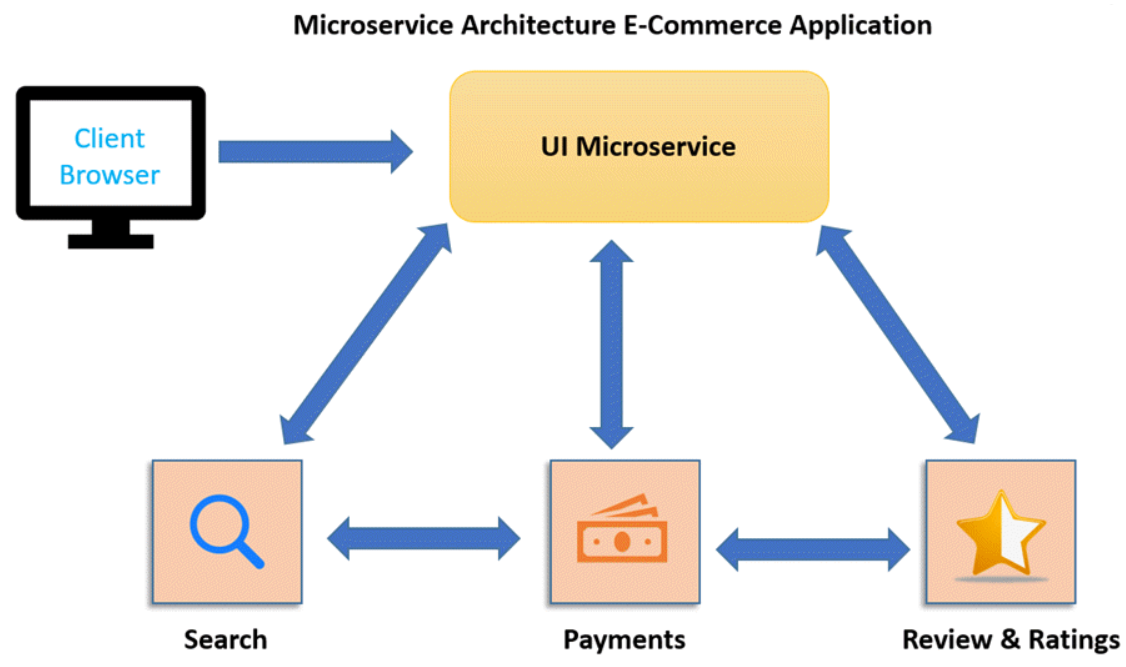 Microservice Architecture E-Commerce Application
Client
Browser
UI Microservice
Search
Payments
Review & Ratings